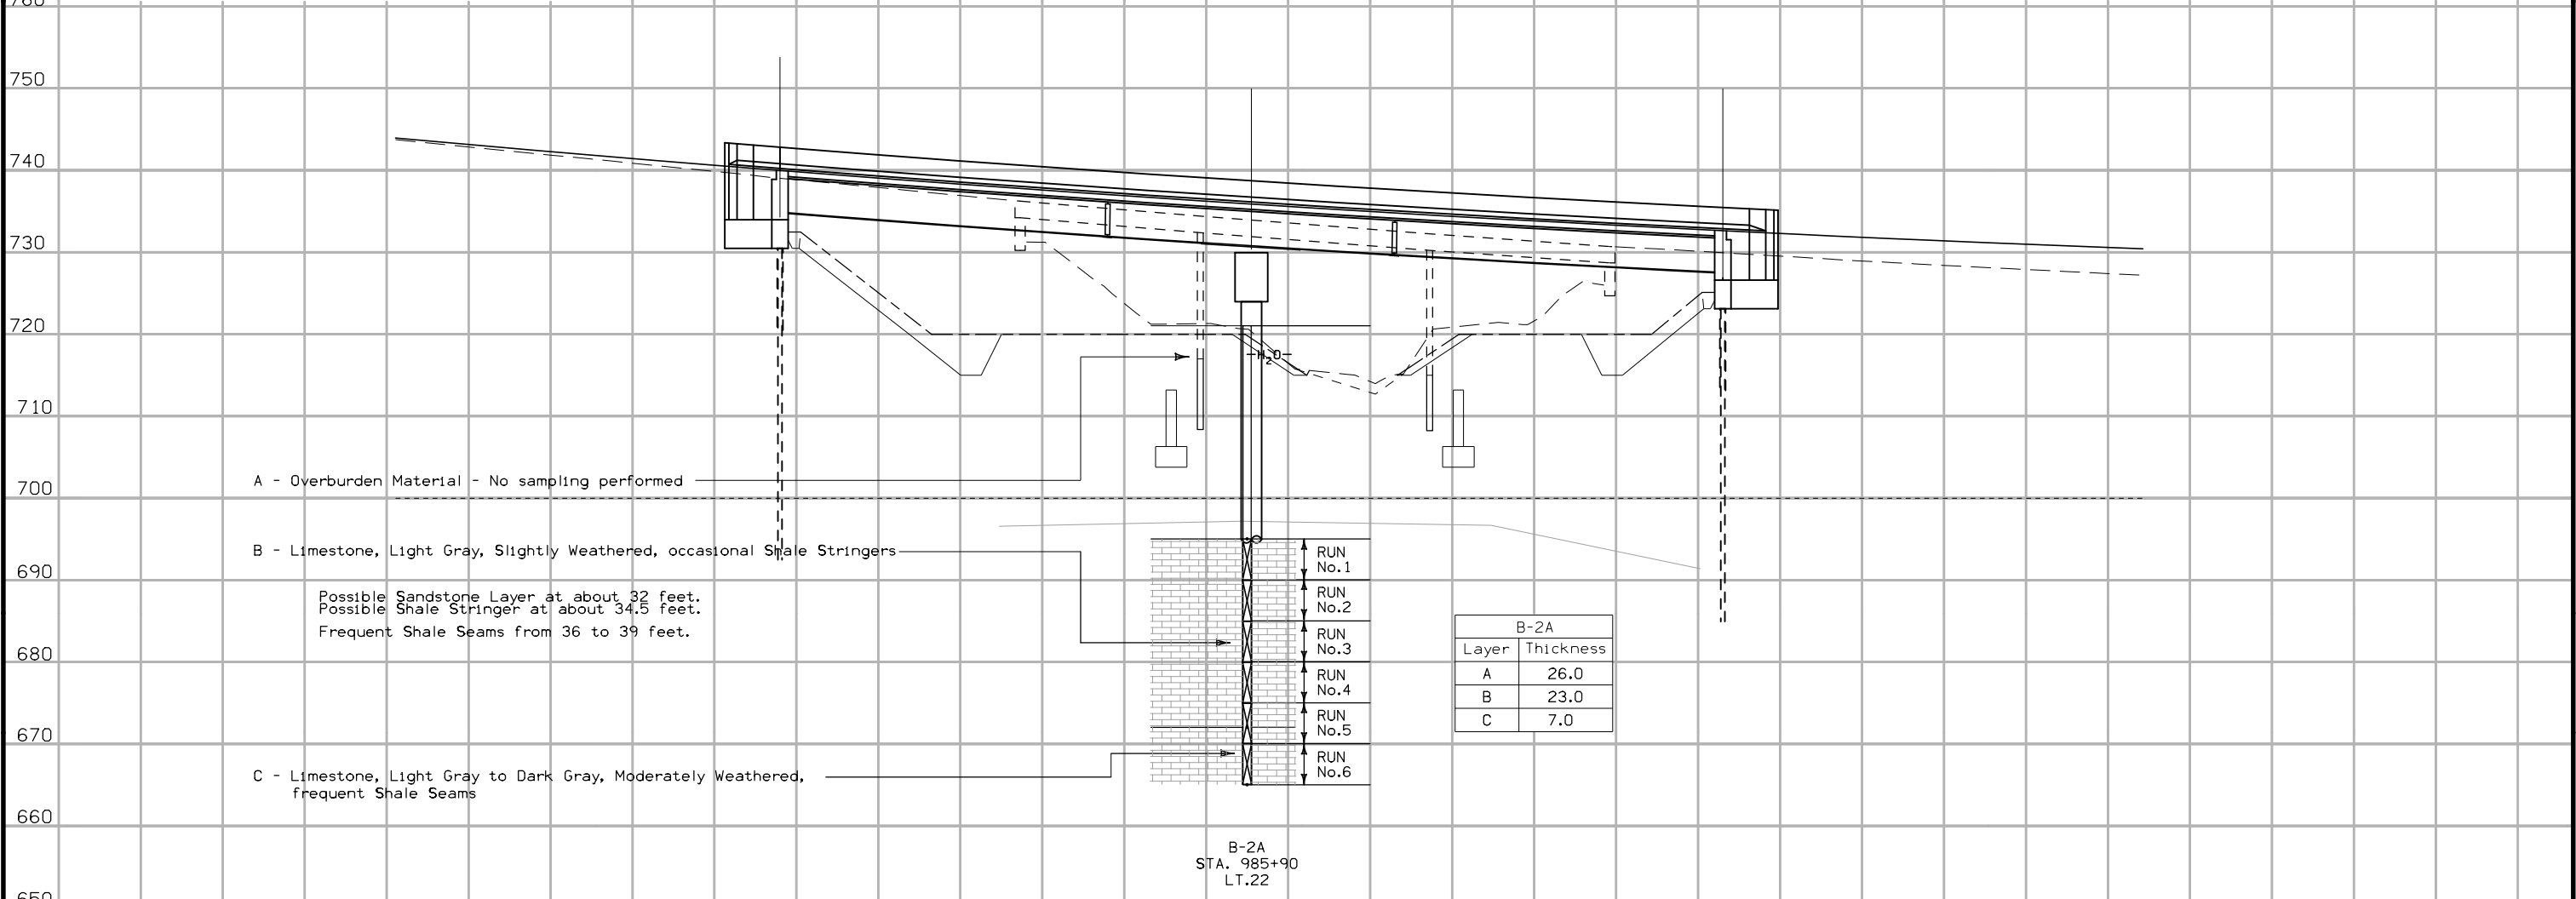 760
750
740
730
720
-H2O-
710
A - Overburden Material - No sampling performed
700
B - Limestone, Light Gray, Slightly Weathered, occasional Shale Stringers
Possible Sandstone Layer at about 32 feet.
Possible Shale Stringer at about 34.5 feet.
Frequent Shale Seams from 36 to 39 feet.
690
680
670
C - Limestone, Light Gray to Dark Gray, Moderately Weathered,
frequent Shale Seams
660
650
RUN
No.1
RUN
No.2
RUN
No.3
RUN
No.4
RUN
No.5
RUN
No.6
B-2A
Layer Thickness
A 26.0
B 23.0
C 7.0
B-2A
STA. 985+90
LT.22